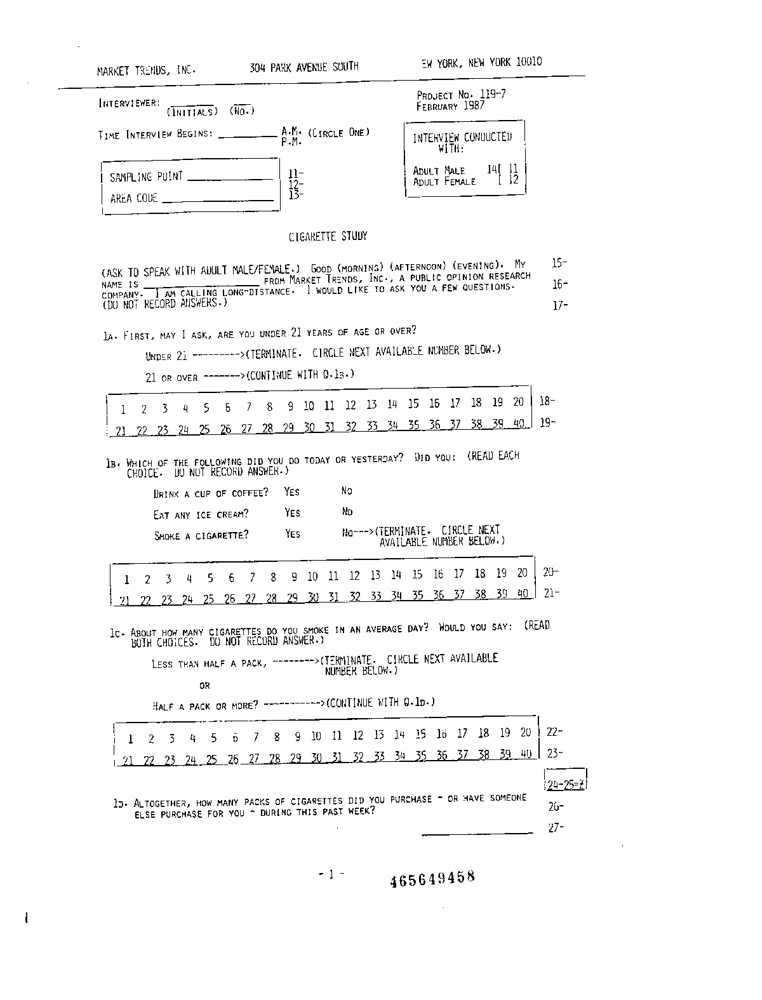 MARKET TRENDS, INC. 304 PARK AVENUE SOUTH EW YORK, NEW YORK 10010
INTERVIEWER: (INITIALS) (NO.)
PROJECT NO. 119-7
FEBRUARY 1987
TIME INTERVIEW BEGINS: __________ A.M. (CIRCLE ONE)
P.M.
INTERVIEW CONDUCTED
WITH:
ADULT MALE 14[ 11
ADULT FEMALE [ 12
SAMPLING POINT __________ 11-
12-
AREA CODE __________ 13-
CIGARETTE STUDY
(ASK TO SPEAK WITH ADULT MALE/FEMALE.) GOOD (MORNING) (AFTERNOON) (EVENING). MY 15-
NAME IS __________ FROM MARKET TRENDS, INC., A PUBLIC OPINION RESEARCH
COMPANY. I AM CALLING LONG-DISTANCE. I WOULD LIKE TO ASK YOU A FEW QUESTIONS. 16-
(DO NOT RECORD ANSWERS.) 17-
1A. FIRST, MAY I ASK, ARE YOU UNDER 21 YEARS OF AGE OR OVER?
UNDER 21 --------->(TERMINATE. CIRCLE NEXT AVAILABLE NUMBER BELOW.)
21 OR OVER ------->(CONTINUE WITH Q.1B.)
1 2 3 4 5 6 7 8 9 10 11 12 13 14 15 16 17 18 19 20 18-
21 22 23 24 25 26 27 28 29 30 31 32 33 34 35 36 37 38 39 40 19-
1B. WHICH OF THE FOLLOWING DID YOU DO TODAY OR YESTERDAY? DID YOU: (READ EACH
CHOICE. DO NOT RECORD ANSWER.)
DRINK A CUP OF COFFEE? YES NO
EAT ANY ICE CREAM? YES NO
SMOKE A CIGARETTE? YES NO--->(TERMINATE. CIRCLE NEXT
AVAILABLE NUMBER BELOW.)
1 2 3 4 5 6 7 8 9 10 11 12 13 14 15 16 17 18 19 20 20-
21 22 23 24 25 26 27 28 29 30 31 32 33 34 35 36 37 38 39 40 21-
1C. ABOUT HOW MANY CIGARETTES DO YOU SMOKE IN AN AVERAGE DAY? WOULD YOU SAY: (READ
BOTH CHOICES. DO NOT RECORD ANSWER.)
LESS THAN HALF A PACK, -------->(TERMINATE. CIRCLE NEXT AVAILABLE
NUMBER BELOW.)
OR
HALF A PACK OR MORE? ----------->(CONTINUE WITH Q.1D.)
1 2 3 4 5 6 7 8 9 10 11 12 13 14 15 16 17 18 19 20 22-
21 22 23 24 25 26 27 28 29 30 31 32 33 34 35 36 37 38 39 40 23-
1D. ALTOGETHER, HOW MANY PACKS OF CIGARETTES DID YOU PURCHASE - OR HAVE SOMEONE
ELSE PURCHASE FOR YOU - DURING THIS PAST WEEK?
26-
__________ 27-
- 1 -
465649458